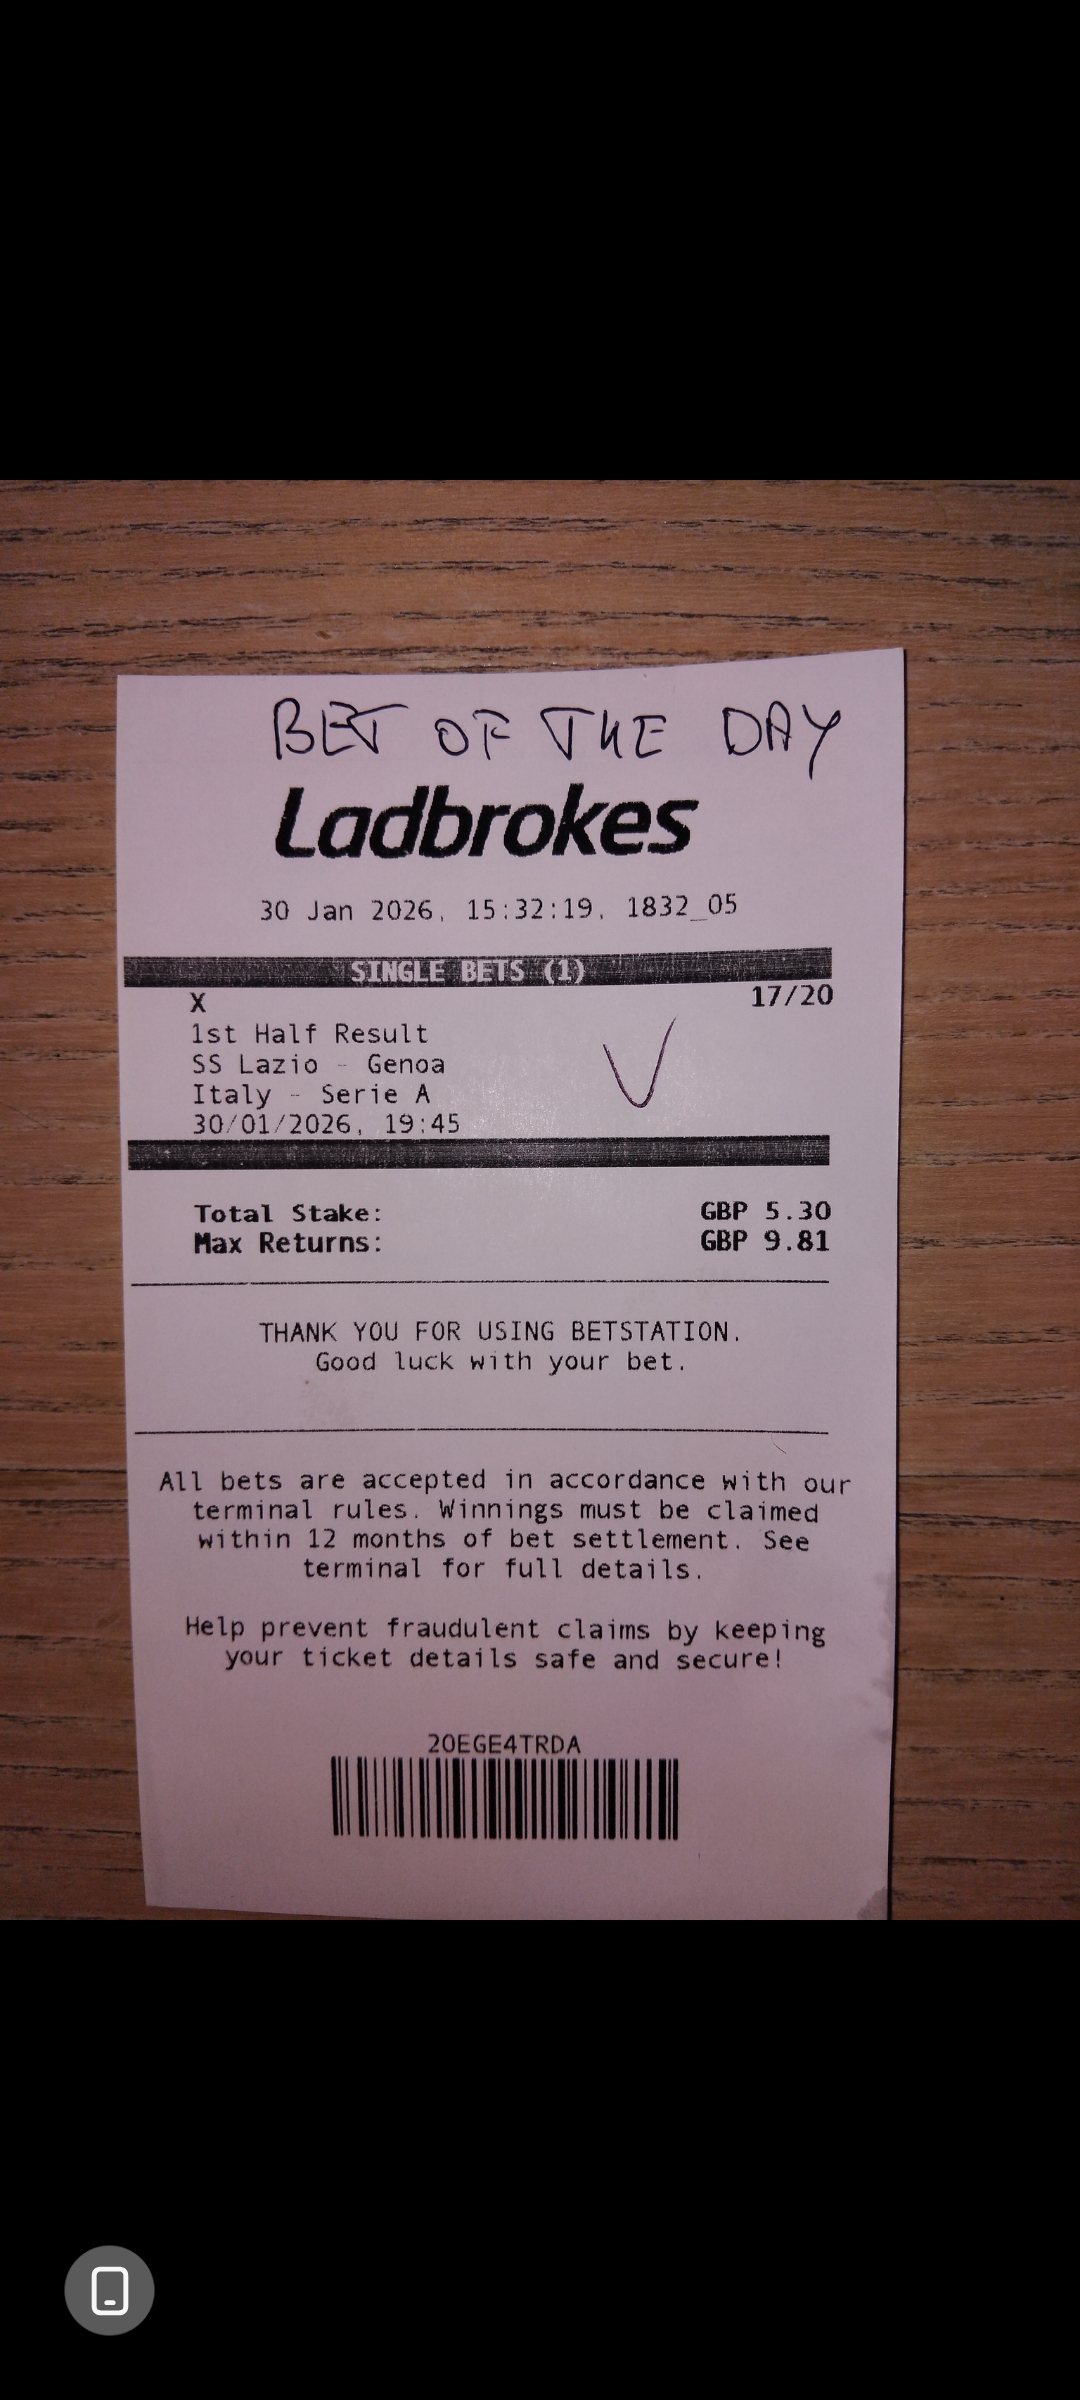 BET OF THE DAY
Ladbrokes
30 Jan 2026, 15:32:19, 1832_05
SINGLE BETS (1)
X 17/20
1st Half Result
SS Lazio - Genoa
Italy - Serie A
30/01/2026, 19:45
Total Stake: GBP 5.30
Max Returns: GBP 9.81
THANK YOU FOR USING BETSTATION.
Good luck with your bet.
All bets are accepted in accordance with our
terminal rules. Winnings must be claimed
within 12 months of bet settlement. See
terminal for full details.
Help prevent fraudulent claims by keeping
your ticket details safe and secure!
20EGE4TRDA